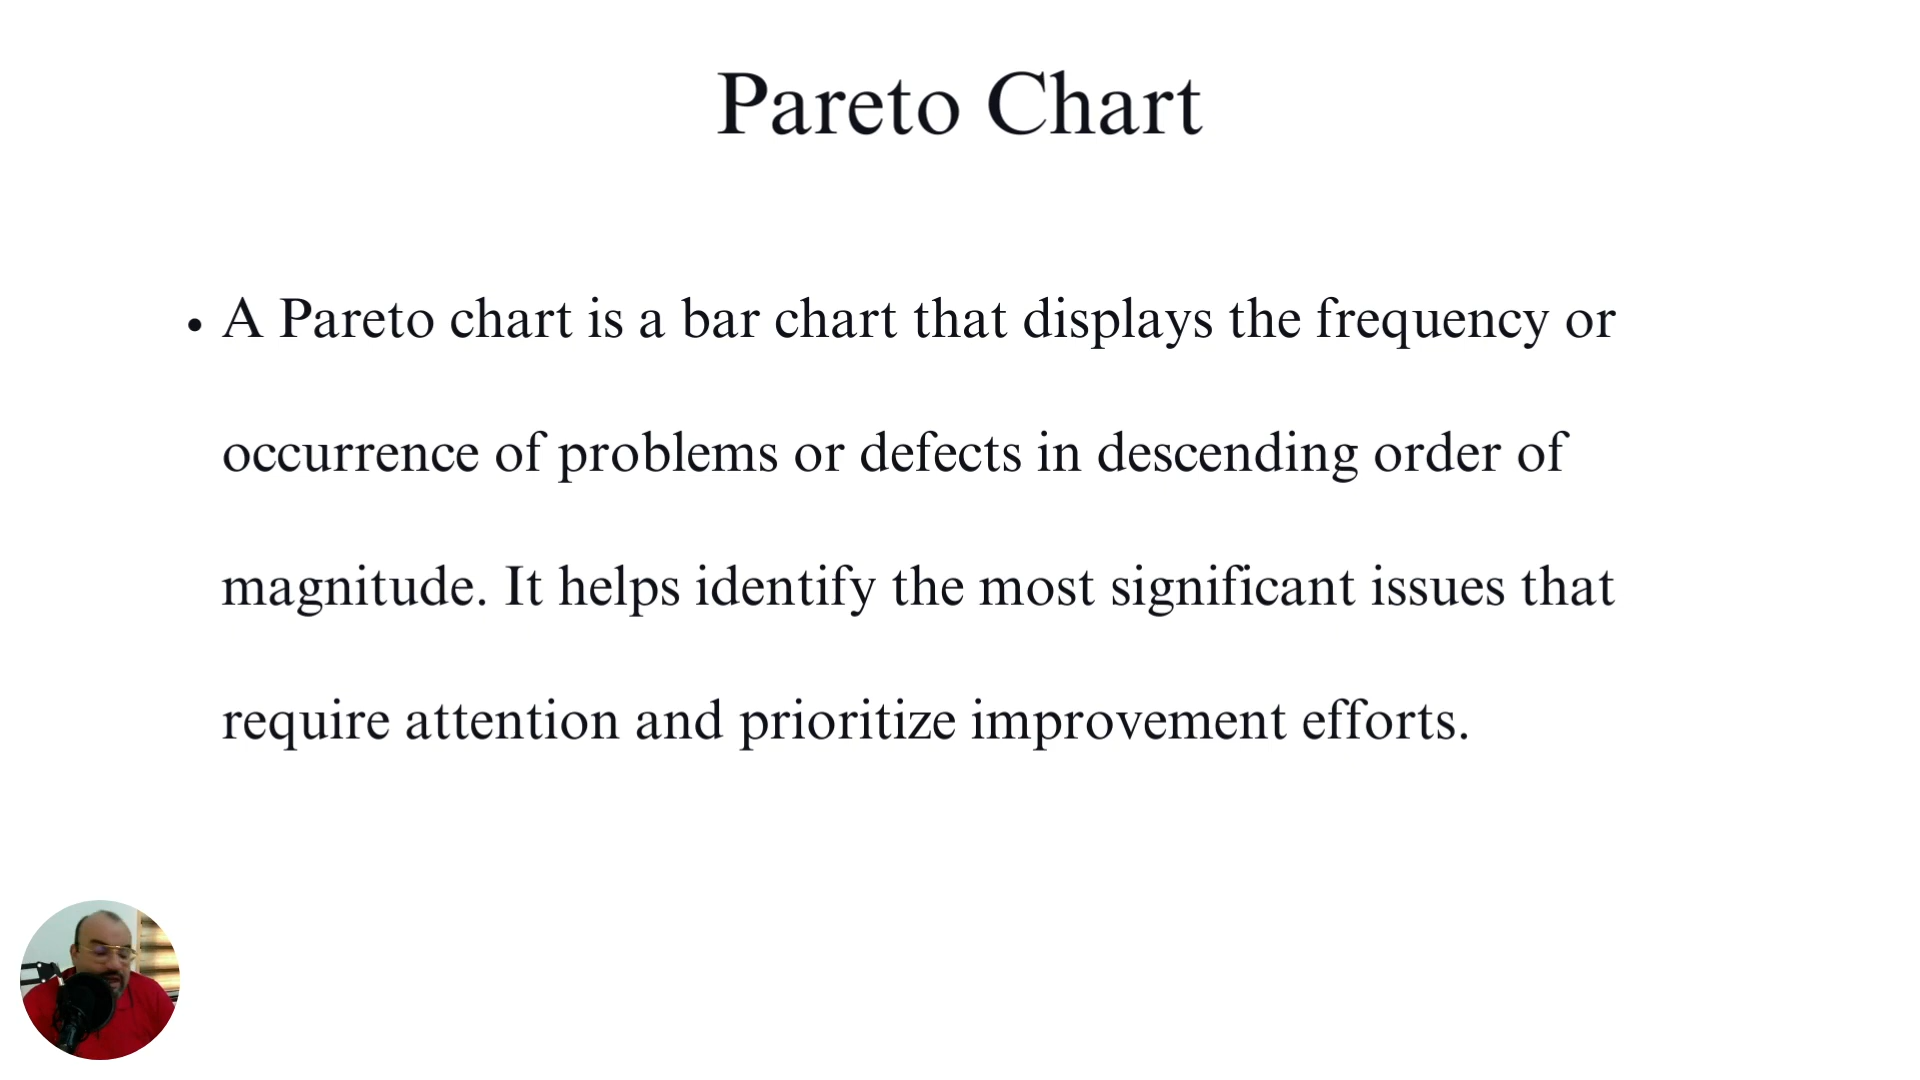 Pareto Chart
• A Pareto chart is a bar chart that displays the frequency or
occurrence of problems or defects in descending order of
magnitude. It helps identify the most significant issues that
require attention and prioritize improvement efforts.